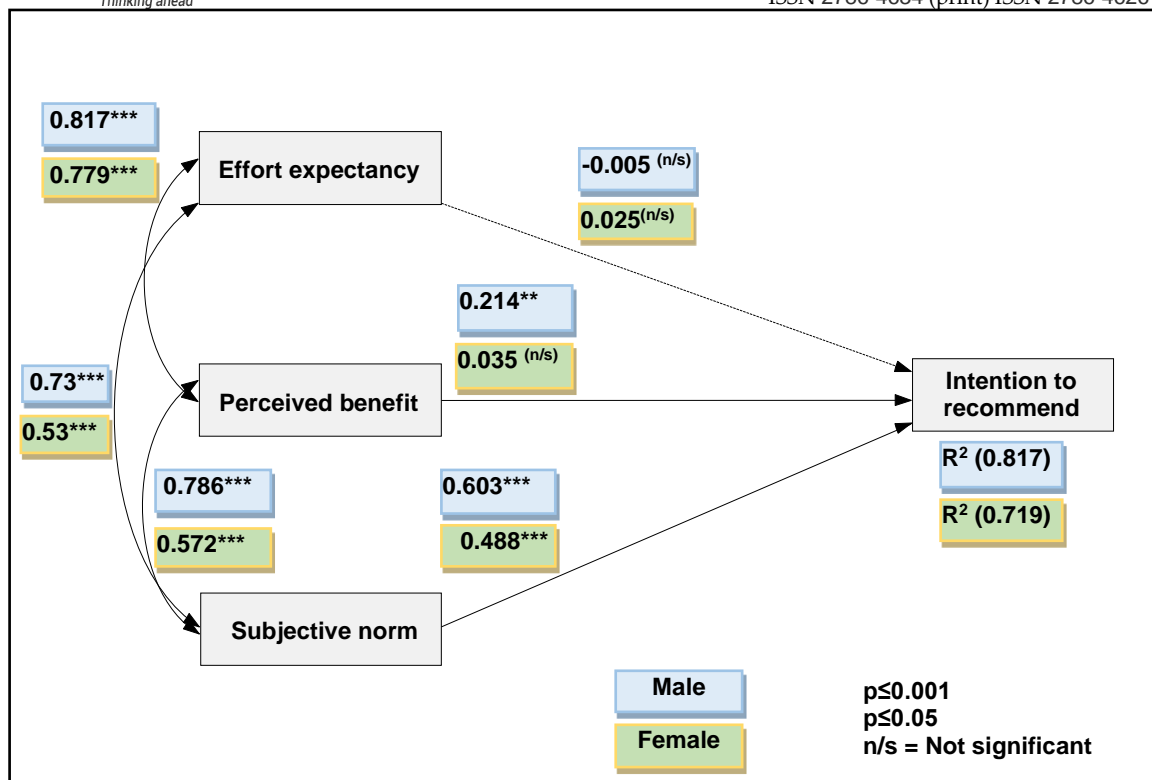 Thinking ahead
0.817***
0.779***
Effort expectancy
-0.005 (n/s)
0.025(n/s)
0.214**
0.035 (n/s)
0.73***
0.53***
Perceived benefit
Intention to
recommend
R² (0.817)
R² (0.719)
0.786***
0.572***
0.603***
0.488***
Subjective norm
Male
Female
p≤0.001
p≤0.05
n/s = Not significant